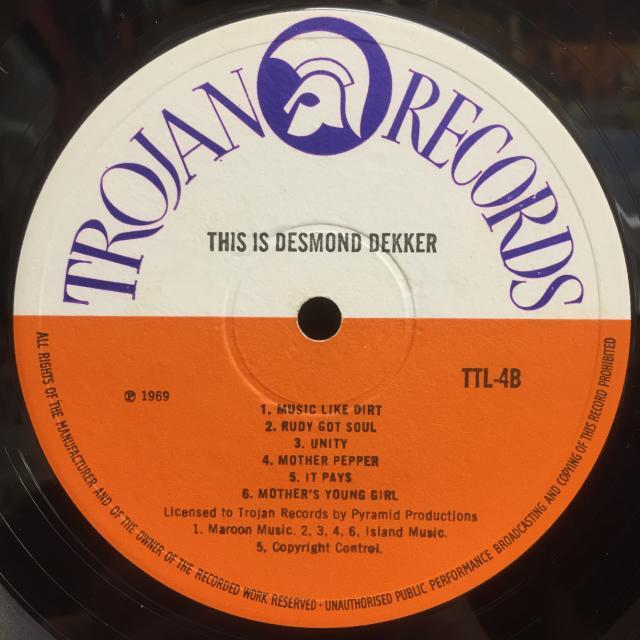 TROJAN RECORDS
THIS IS DESMOND DEKKER
TTL-4B
℗ 1969
1. MUSIC LIKE DIRT
2. RUDY GOT SOUL
3. UNITY
4. MOTHER PEPPER
5. IT PAYS
6. MOTHER'S YOUNG GIRL
Licensed to Trojan Records by Pyramid Productions
1. Maroon Music. 2, 3, 4, 6, Island Music.
5, Copyright Control.
ALL RIGHTS OF THE MANUFACTURER AND OF THE OWNER OF THE RECORDED WORK RESERVED · UNAUTHORISED PUBLIC PERFORMANCE BROADCASTING AND COPYING OF THIS RECORD PROHIBITED